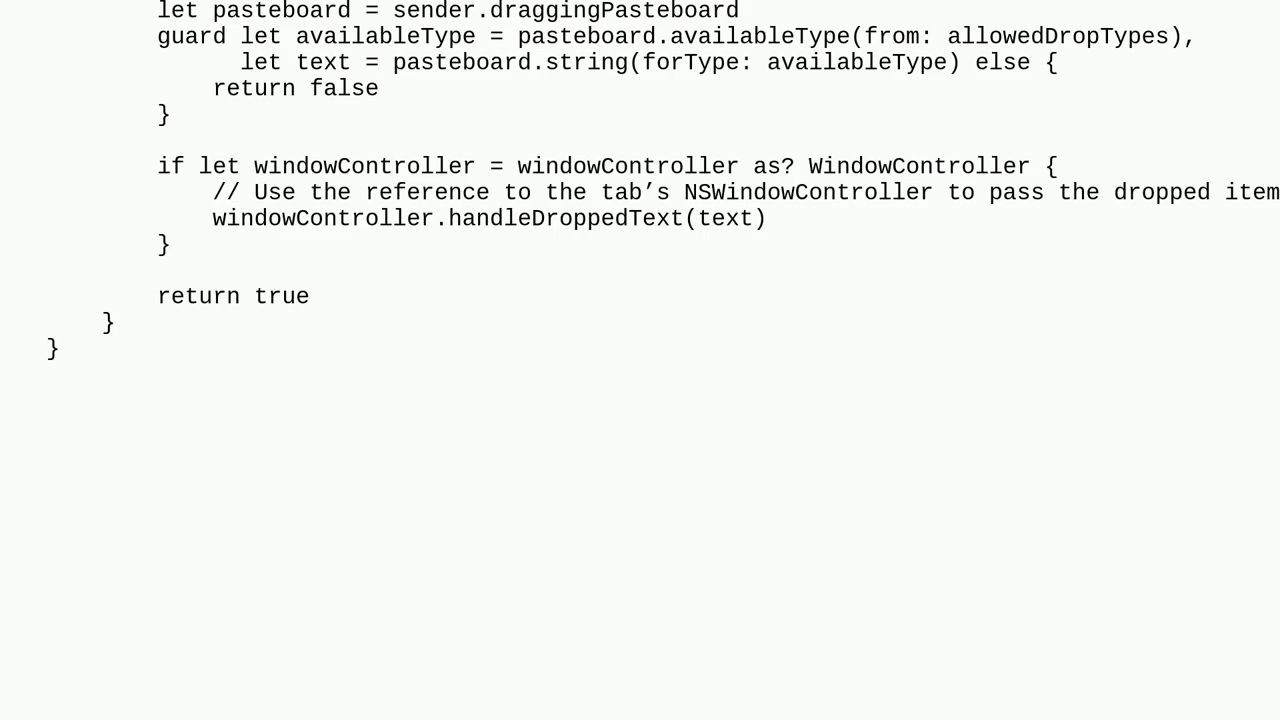 let pasteboard = sender.draggingPasteboard
guard let availableType = pasteboard.availableType(from: allowedDropTypes),
let text = pasteboard.string(forType: availableType) else {
return false
}
if let windowController = windowController as? WindowController {
// Use the reference to the tab’s NSWindowController to pass the dropped item
windowController.handleDroppedText(text)
}
return true
}
}